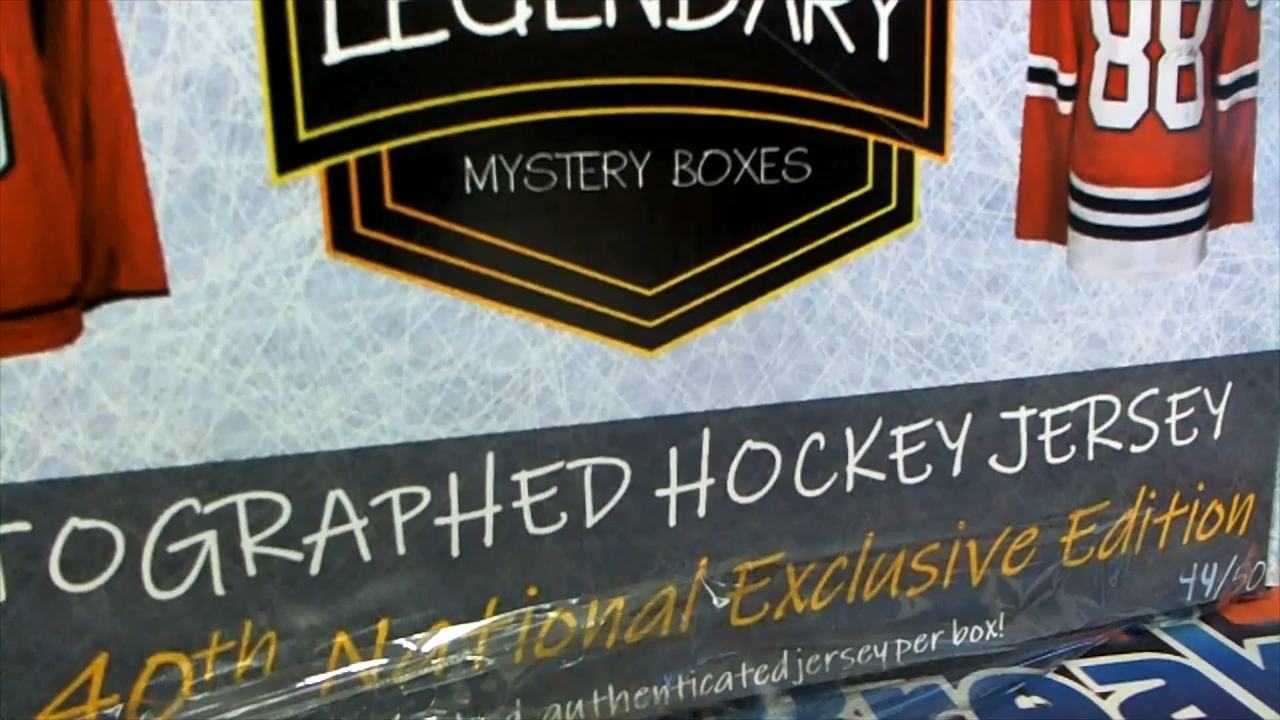 LEGENDARY
88
MYSTERY BOXES
TOGRAPHED HOCKEY JERSEY
40th National Exclusive Edition
44/50
authenticated jersey per box!